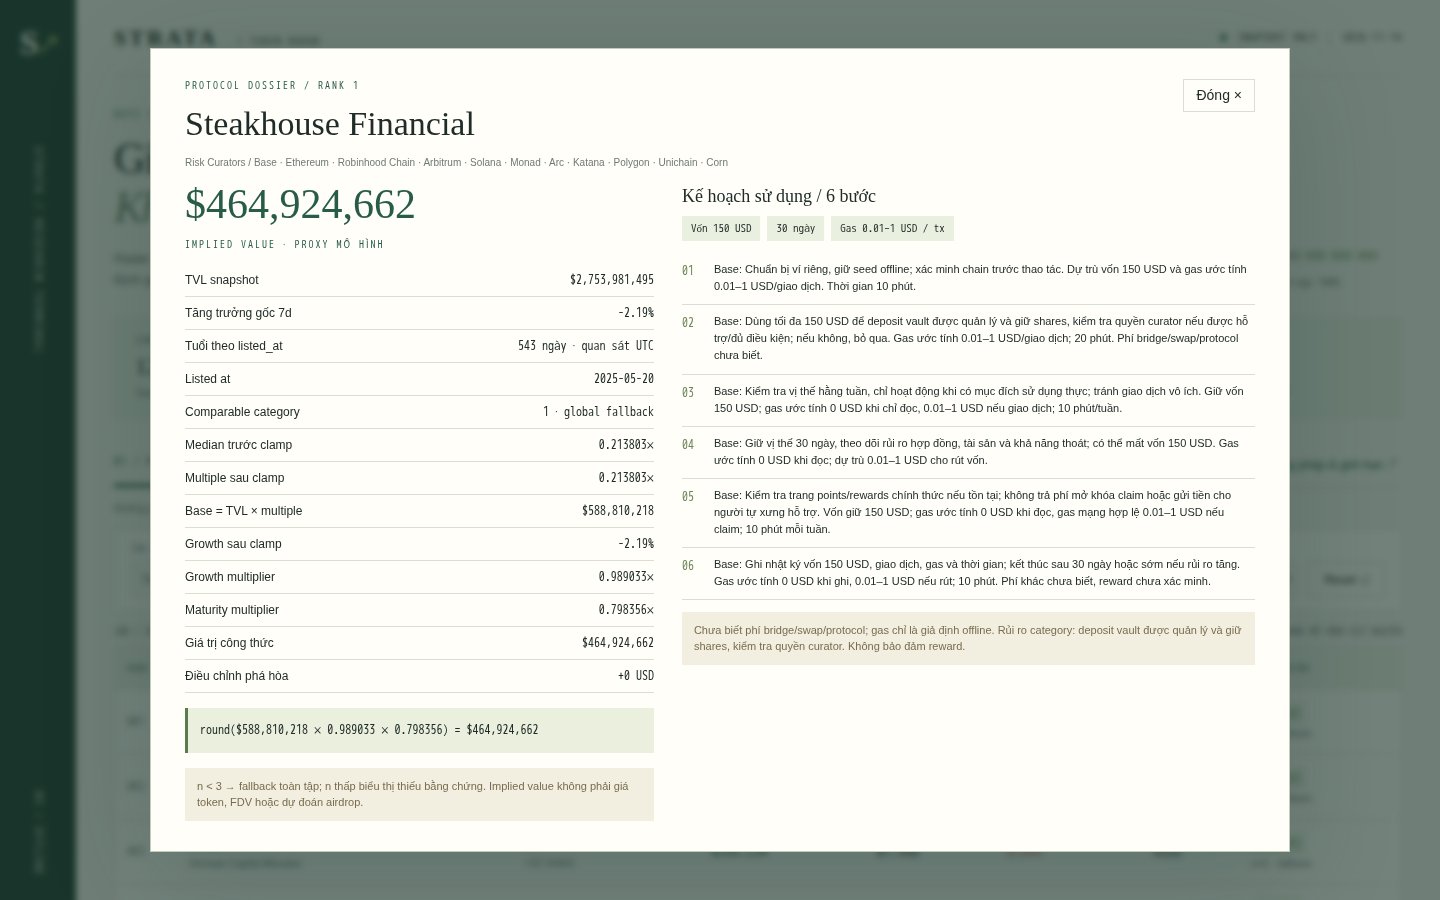 STRATA
PROTOCOL DOSSIER / RANK 1
Steakhouse Financial
Đóng ×
Risk Curators / Base · Ethereum · Robinhood Chain · Arbitrum · Solana · Monad · Arc · Katana · Polygon · Unichain · Corn
$464,924,662
IMPLIED VALUE · PROXY MÔ HÌNH
TVL snapshot $2,753,981,495
Tăng trưởng gốc 7d -2.19%
Tuổi theo listed_at 543 ngày · quan sát UTC
Listed at 2025-05-20
Comparable category 1 · global fallback
Median trước clamp 0.213803×
Multiple sau clamp 0.213803×
Base = TVL × multiple $588,810,218
Growth sau clamp -2.19%
Growth multiplier 0.989033×
Maturity multiplier 0.798356×
Giá trị công thức $464,924,662
Điều chỉnh phá hòa +0 USD
round($588,810,218 × 0.989033 × 0.798356) = $464,924,662
n < 3 → fallback toàn tập; n thấp biểu thị thiếu bằng chứng. Implied value không phải giá
token, FDV hoặc dự đoán airdrop.
Kế hoạch sử dụng / 6 bước
Vốn 150 USD
30 ngày
Gas 0.01–1 USD / tx
01 Base: Chuẩn bị ví riêng, giữ seed offline; xác minh chain trước thao tác. Dự trù vốn 150 USD và gas ước tính
0.01–1 USD/giao dịch. Thời gian 10 phút.
02 Base: Dùng tối đa 150 USD để deposit vault được quản lý và giữ shares, kiểm tra quyền curator nếu được hỗ
trợ/đủ điều kiện; nếu không, bỏ qua. Gas ước tính 0.01–1 USD/giao dịch; 20 phút. Phí bridge/swap/protocol
chưa biết.
03 Base: Kiểm tra vị thế hằng tuần, chỉ hoạt động khi có mục đích sử dụng thực; tránh giao dịch vô ích. Giữ vốn
150 USD; gas ước tính 0 USD khi chỉ đọc, 0.01–1 USD nếu giao dịch; 10 phút/tuần.
04 Base: Giữ vị thế 30 ngày, theo dõi rủi ro hợp đồng, tài sản và khả năng thoát; có thể mất vốn 150 USD. Gas
ước tính 0 USD khi đọc; dự trù 0.01–1 USD cho rút vốn.
05 Base: Kiểm tra trang points/rewards chính thức nếu tồn tại; không trả phí mở khóa claim hoặc gửi tiền cho
người tự xưng hỗ trợ. Vốn giữ 150 USD; gas ước tính 0 USD khi đọc, gas mạng hợp lệ 0.01–1 USD nếu
claim; 10 phút mỗi tuần.
06 Base: Ghi nhật ký vốn 150 USD, giao dịch, gas và thời gian; kết thúc sau 30 ngày hoặc sớm nếu rủi ro tăng.
Gas ước tính 0 USD khi ghi, 0.01–1 USD nếu rút; 10 phút. Phí khác chưa biết, reward chưa xác minh.
Chưa biết phí bridge/swap/protocol; gas chỉ là giả định offline. Rủi ro category: deposit vault được quản lý và giữ
shares, kiểm tra quyền curator. Không bảo đảm reward.